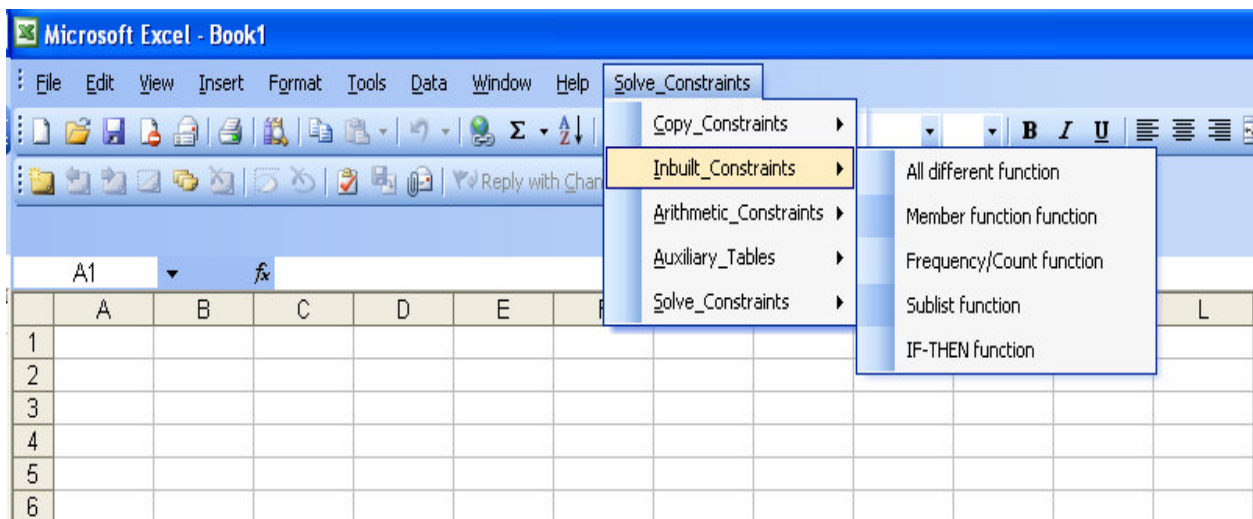 Microsoft Excel - Book1
File Edit View Insert Format Tools Data Window Help Solve_Constraints
Copy_Constraints
B I U
Reply with
Inbuilt_Constraints
All different function
Arithmetic_Constraints
Member function function
Auxiliary_Tables
Frequency/Count function
A1 fx
Solve_Constraints
Sublist function
IF-THEN function
A B C D E L
1
2
3
4
5
6